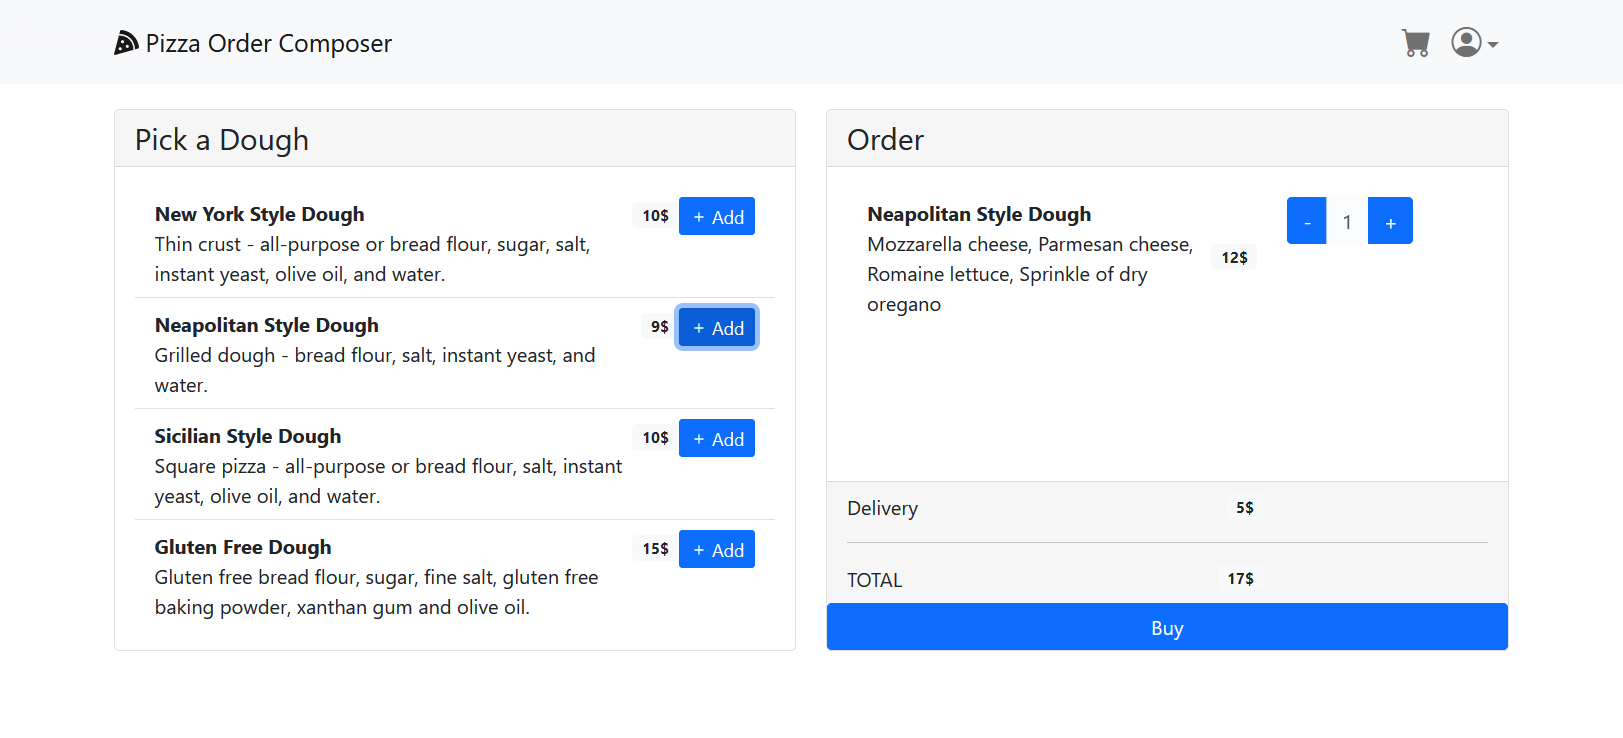 Pizza Order Composer
Pick a Dough
New York Style Dough
10$
+ Add
Thin crust - all-purpose or bread flour, sugar, salt,
instant yeast, olive oil, and water.
Neapolitan Style Dough
9$
+ Add
Grilled dough - bread flour, salt, instant yeast, and
water.
Sicilian Style Dough
10$
+ Add
Square pizza - all-purpose or bread flour, salt, instant
yeast, olive oil, and water.
Gluten Free Dough
15$
+ Add
Gluten free bread flour, sugar, fine salt, gluten free
baking powder, xanthan gum and olive oil.
Order
Neapolitan Style Dough
Mozzarella cheese, Parmesan cheese,
Romaine lettuce, Sprinkle of dry
oregano
12$
- 1 +
Delivery
5$
TOTAL
17$
Buy